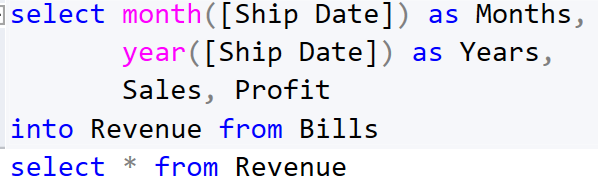 select month([Ship Date]) as Months,
year([Ship Date]) as Years,
Sales, Profit
into Revenue from Bills
select * from Revenue